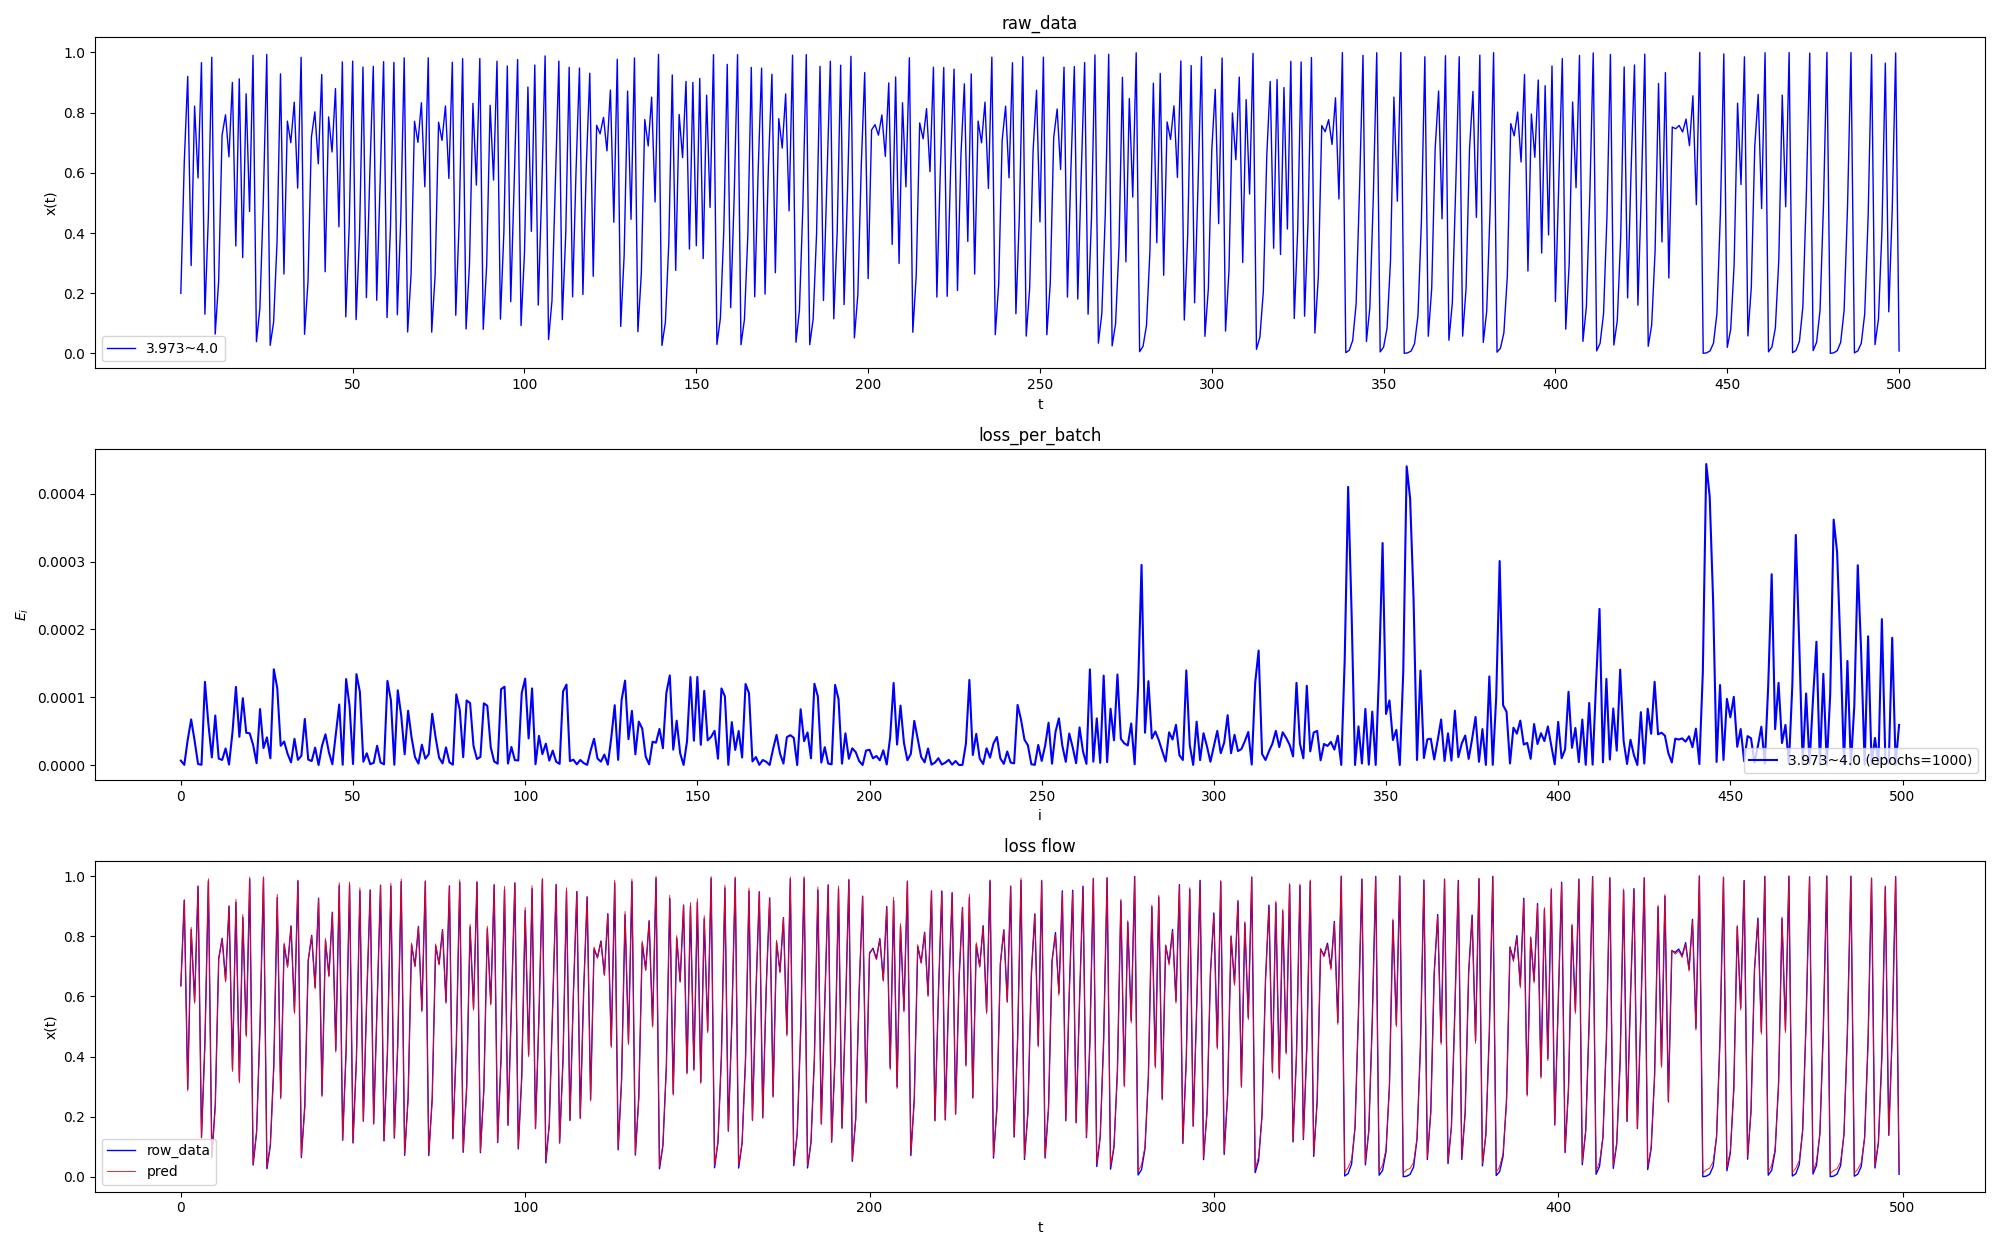 raw_data
x(t)
1.0
0.8
0.6
0.4
0.2
0.0
3.973~4.0
50 100 150 200 250 300 350 400 450 500
t
loss_per_batch
E_i
0.0004
0.0003
0.0002
0.0001
0.0000
3.973~4.0 (epochs=1000)
0 50 100 150 200 250 300 350 400 450 500
i
loss flow
x(t)
1.0
0.8
0.6
0.4
0.2
0.0
row_data
pred
0 100 200 300 400 500
t